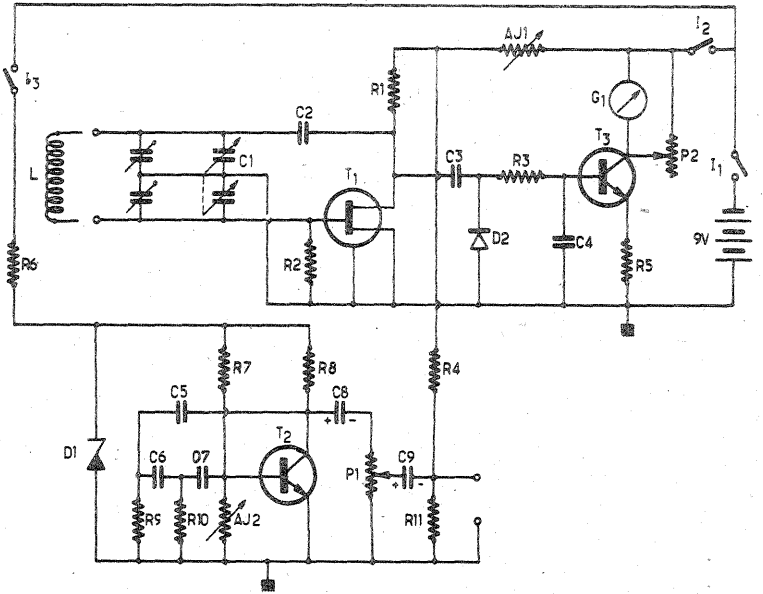 I2
AJ1
I3
R1
G1
C2
T3
L
C1
T1
C3
R3
P2
I1
R2
D2
C4
9V
R6
R5
R7
R8
R4
C5
C8
T2
D1
C6
C7
P1
C9
+ -
+ -
R9
R10
AJ2
R11